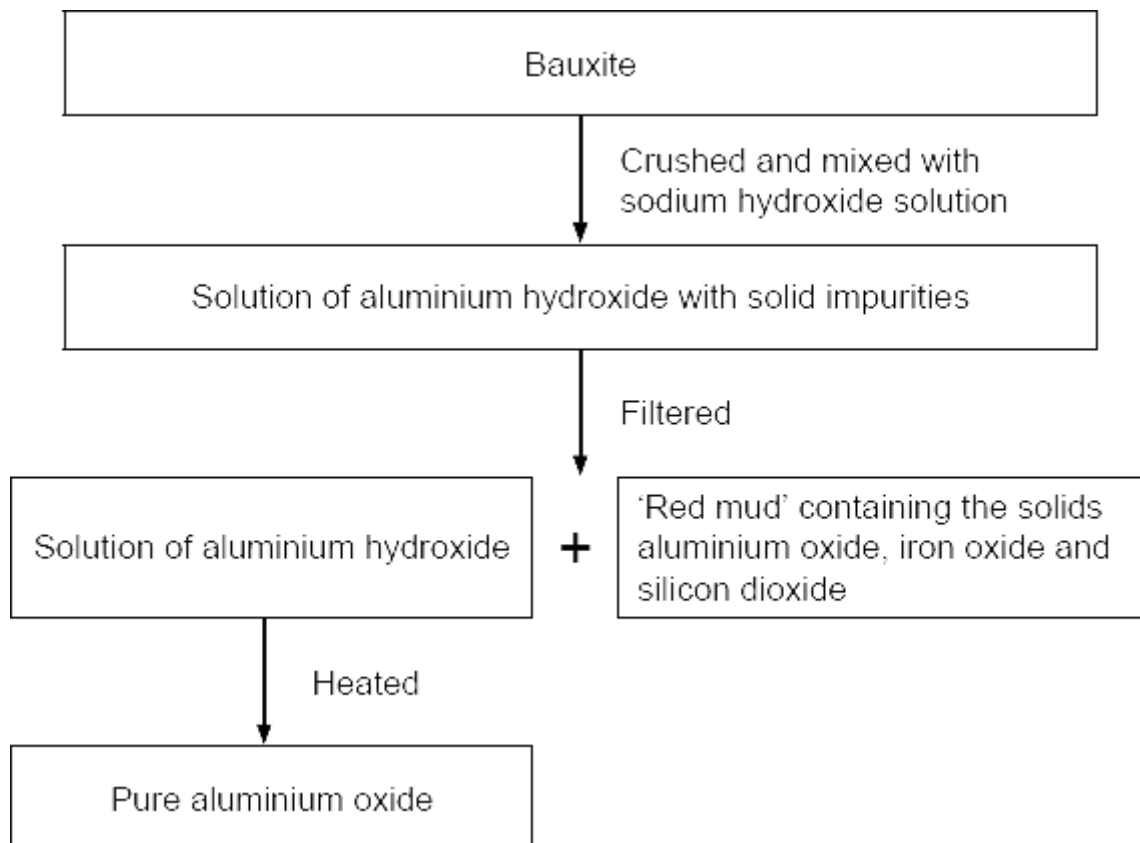 Bauxite
Crushed and mixed with
sodium hydroxide solution
Solution of aluminium hydroxide with solid impurities
Filtered
Solution of aluminium hydroxide
+
‘Red mud’ containing the solids
aluminium oxide, iron oxide and
silicon dioxide
Heated
Pure aluminium oxide